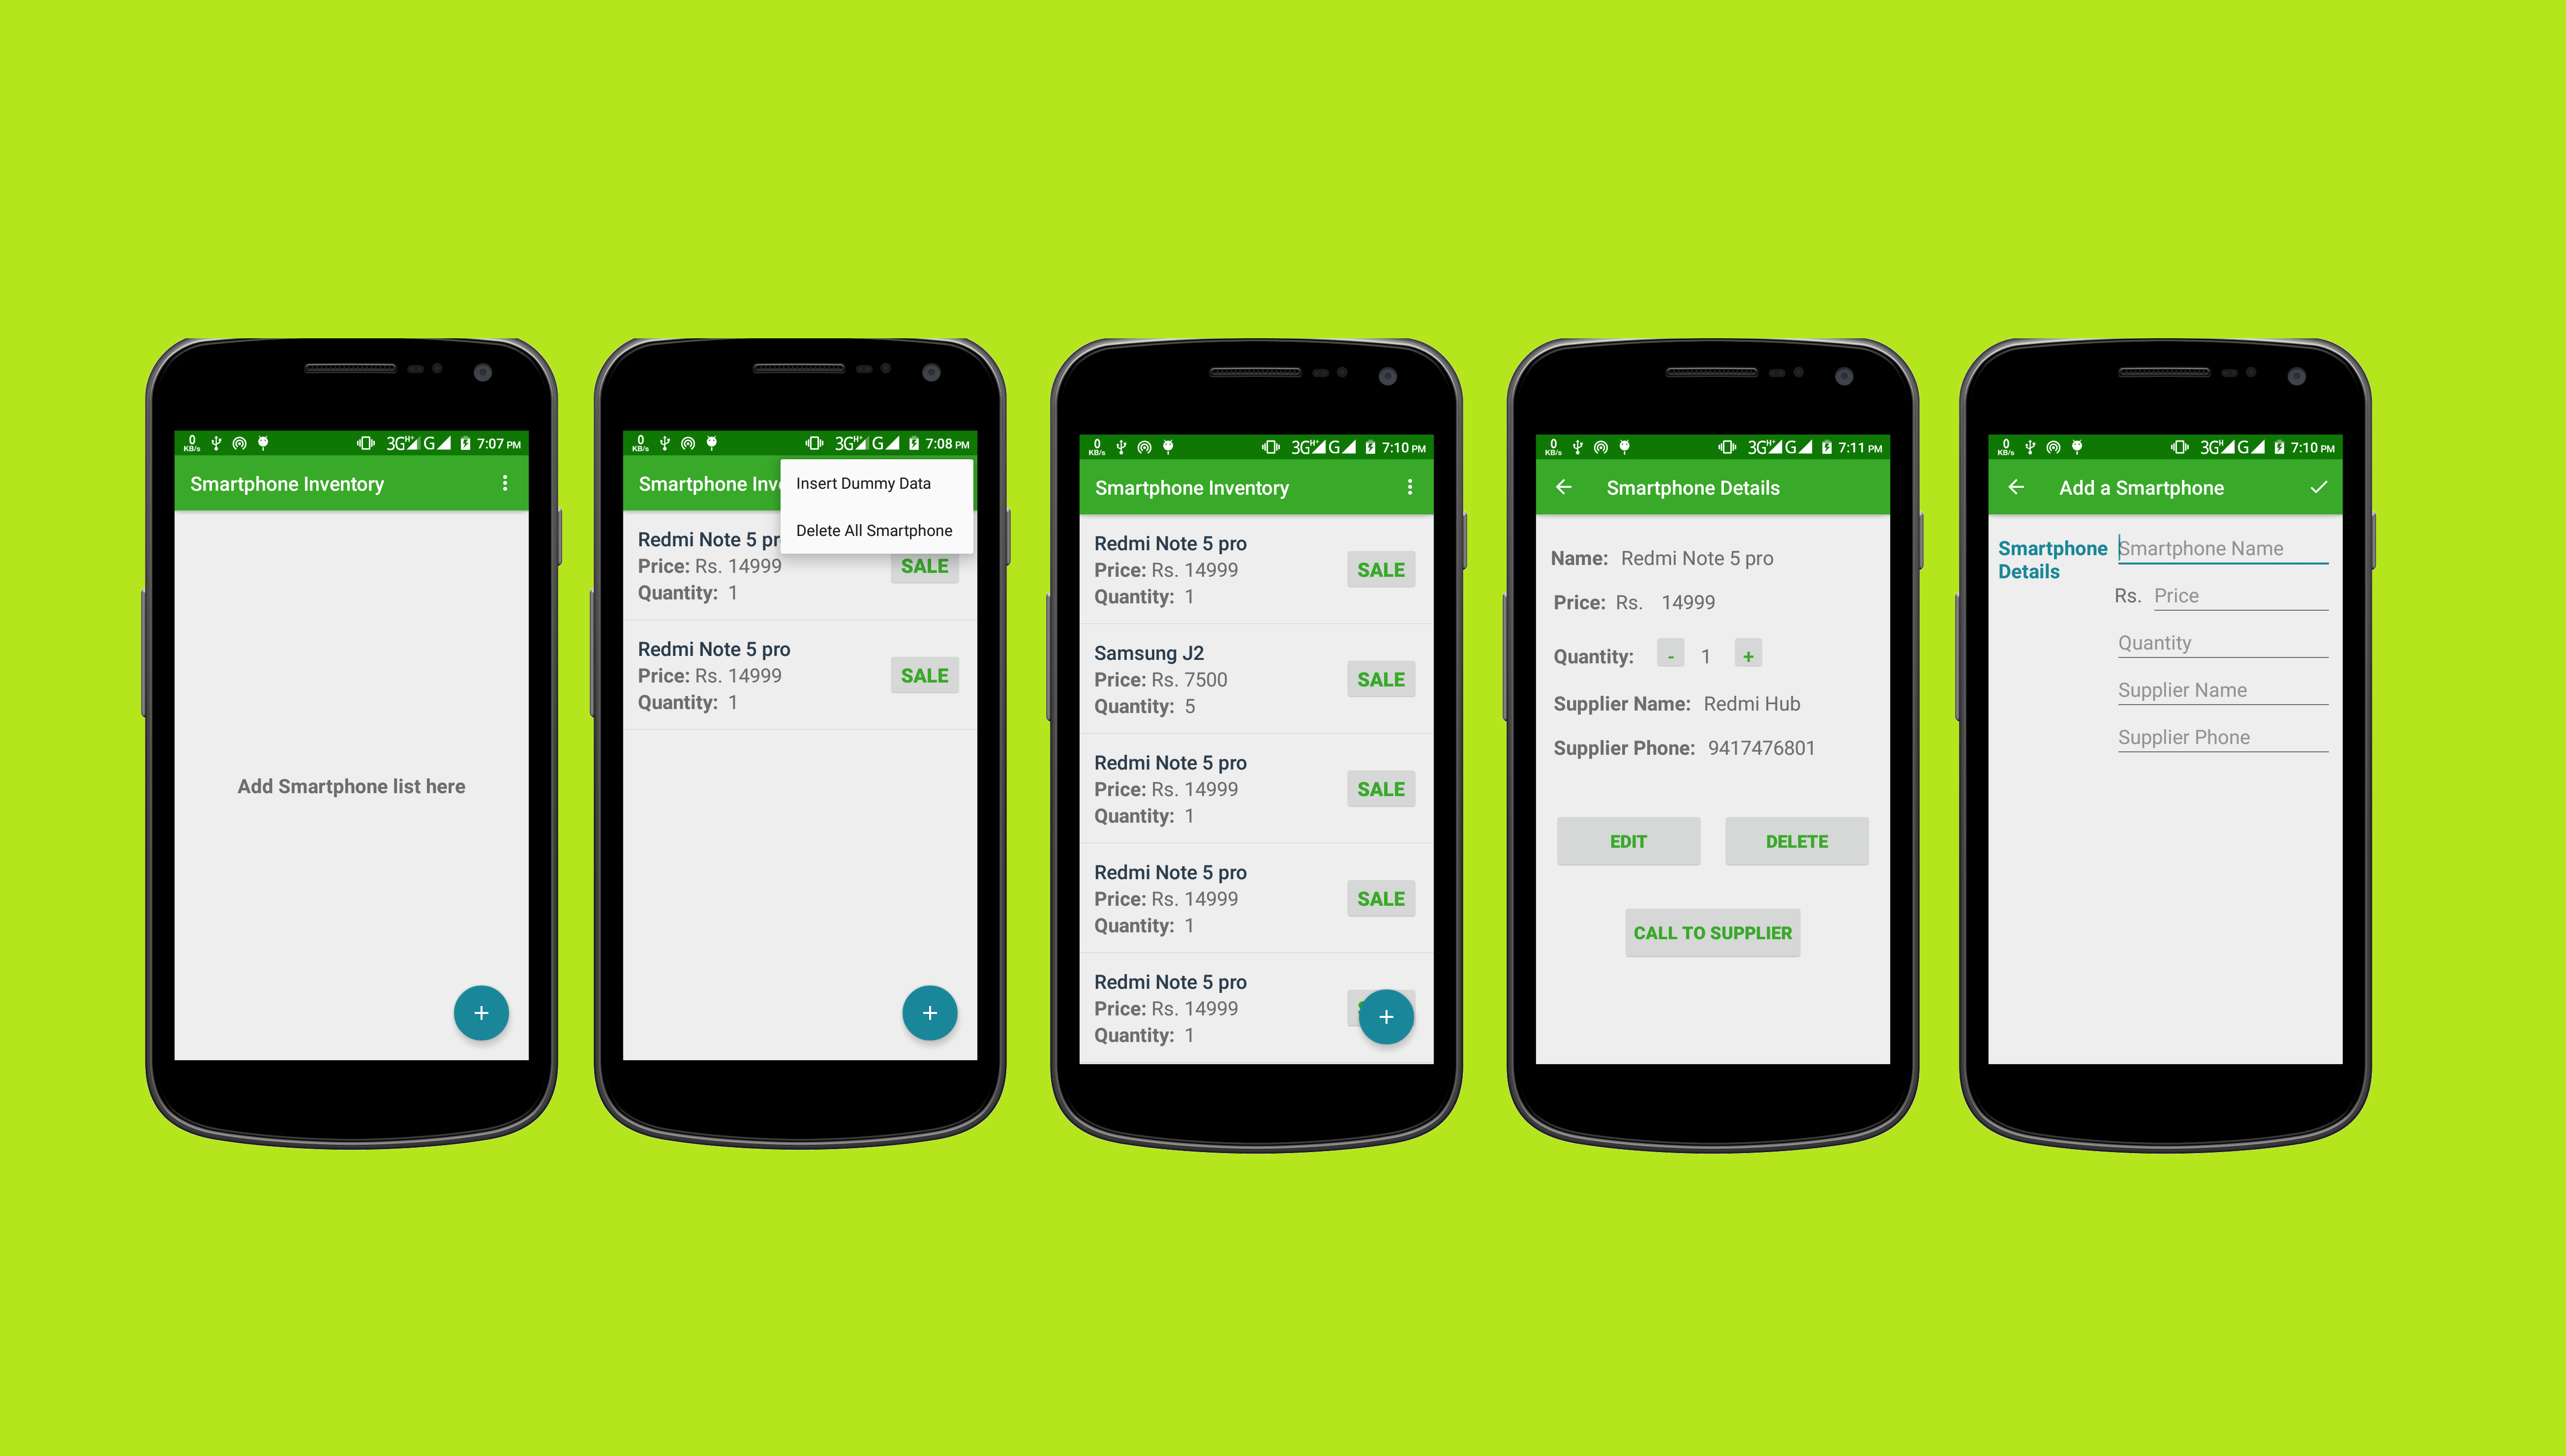 0
KB/s
3G H+ G 7:07 PM
Smartphone Inventory
Add Smartphone list here
+
0
KB/s
3G H+ G 7:08 PM
Smartphone Inv
Insert Dummy Data
Delete All Smartphone
Redmi Note 5 pr
Price: Rs. 14999
SALE
Quantity: 1
Redmi Note 5 pro
Price: Rs. 14999
SALE
Quantity: 1
+
0
KB/s
3G H+ G 7:10 PM
Smartphone Inventory
Redmi Note 5 pro
Price: Rs. 14999
SALE
Quantity: 1
Samsung J2
Price: Rs. 7500
SALE
Quantity: 5
Redmi Note 5 pro
Price: Rs. 14999
SALE
Quantity: 1
Redmi Note 5 pro
Price: Rs. 14999
SALE
Quantity: 1
Redmi Note 5 pro
Price: Rs. 14999
+
Quantity: 1
0
KB/s
3G H+ G 7:11 PM
Smartphone Details
Name: Redmi Note 5 pro
Price: Rs. 14999
Quantity: - 1 +
Supplier Name: Redmi Hub
Supplier Phone: 9417476801
EDIT DELETE
CALL TO SUPPLIER
0
KB/s
3G H G 7:10 PM
Add a Smartphone
Smartphone Details
Smartphone Name
Rs. Price
Quantity
Supplier Name
Supplier Phone